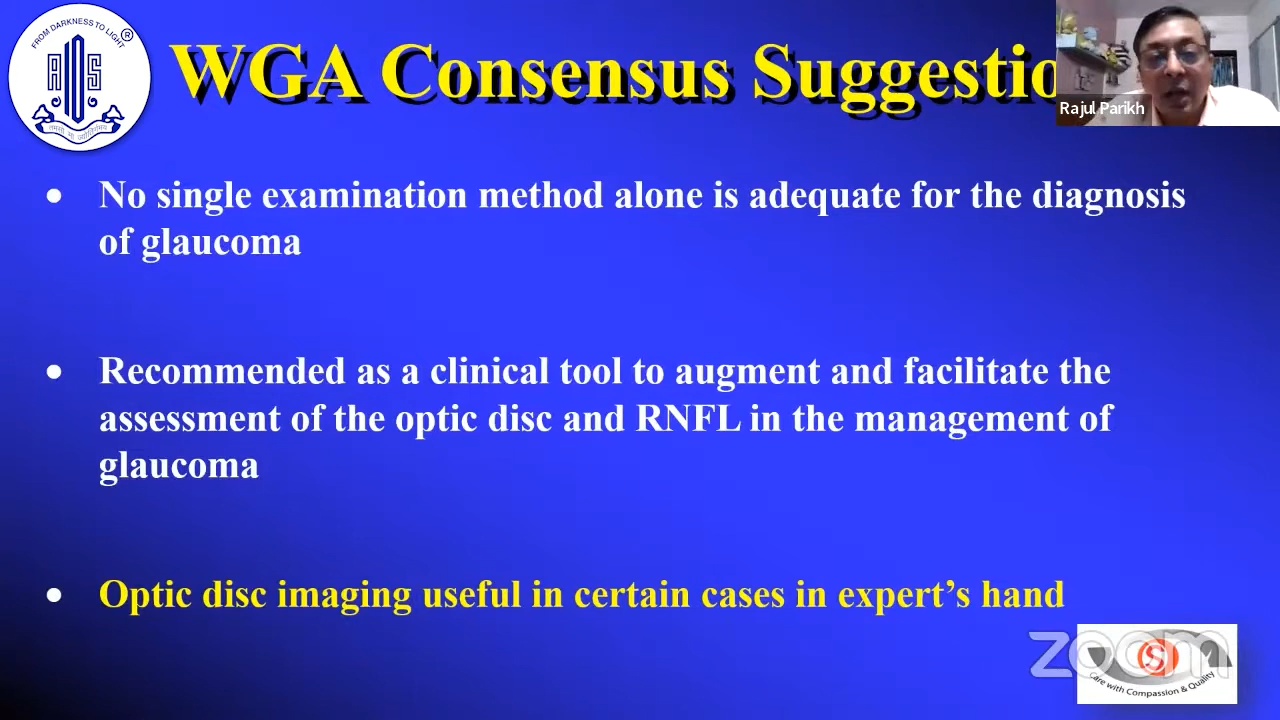 FROM DARKNESS TO LIGHT
®
AIOS
WGA Consensus Suggestio
Rajul Parikh
• No single examination method alone is adequate for the diagnosis
of glaucoma
• Recommended as a clinical tool to augment and facilitate the
assessment of the optic disc and RNFL in the management of
glaucoma
• Optic disc imaging useful in certain cases in expert’s hand
zoom
S
Care with Compassion & Quality